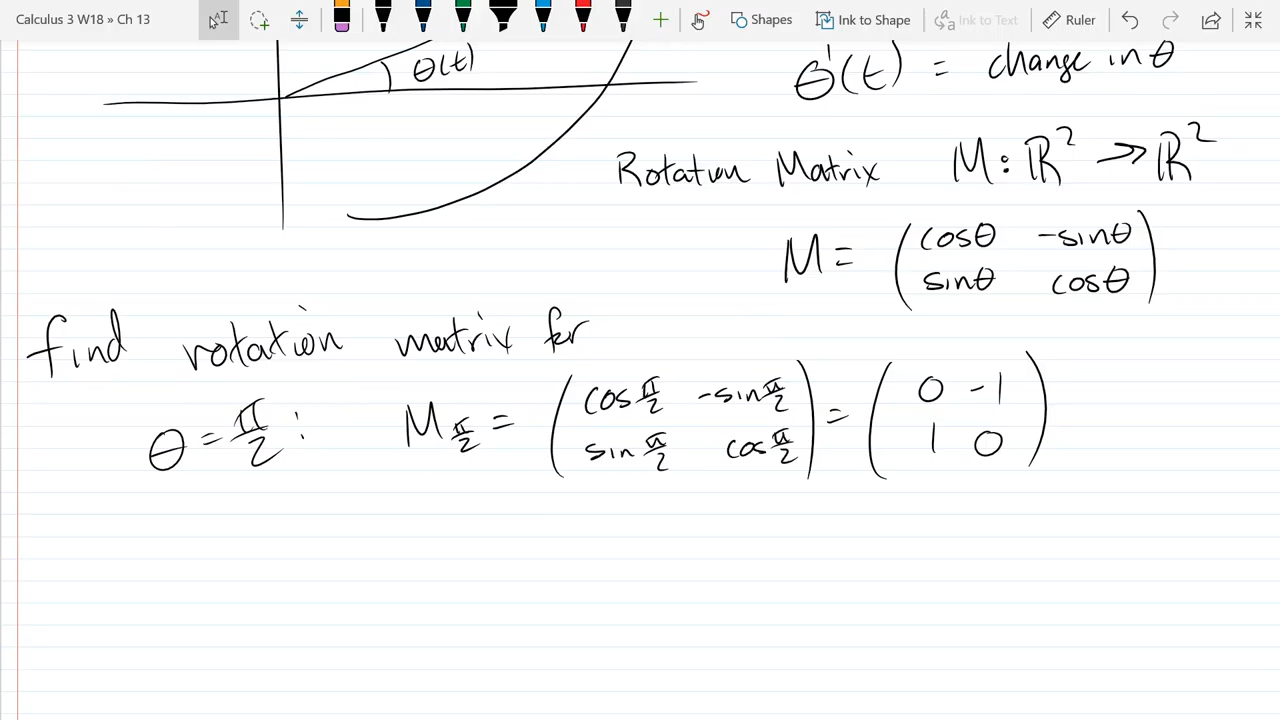 Calculus 3 W18 » Ch 13
Shapes
Ink to Shape
Ink to Text
Ruler
θ(t)
θ'(t) = change in θ
Rotation Matrix M : ℝ² → ℝ²
M = ( cosθ -sinθ
sinθ cosθ )
find rotation matrix for
θ = π/2 : M_π/2 = ( cos π/2 -sin π/2 ) = ( 0 -1 )
( sin π/2 cos π/2 ) ( 1 0 )